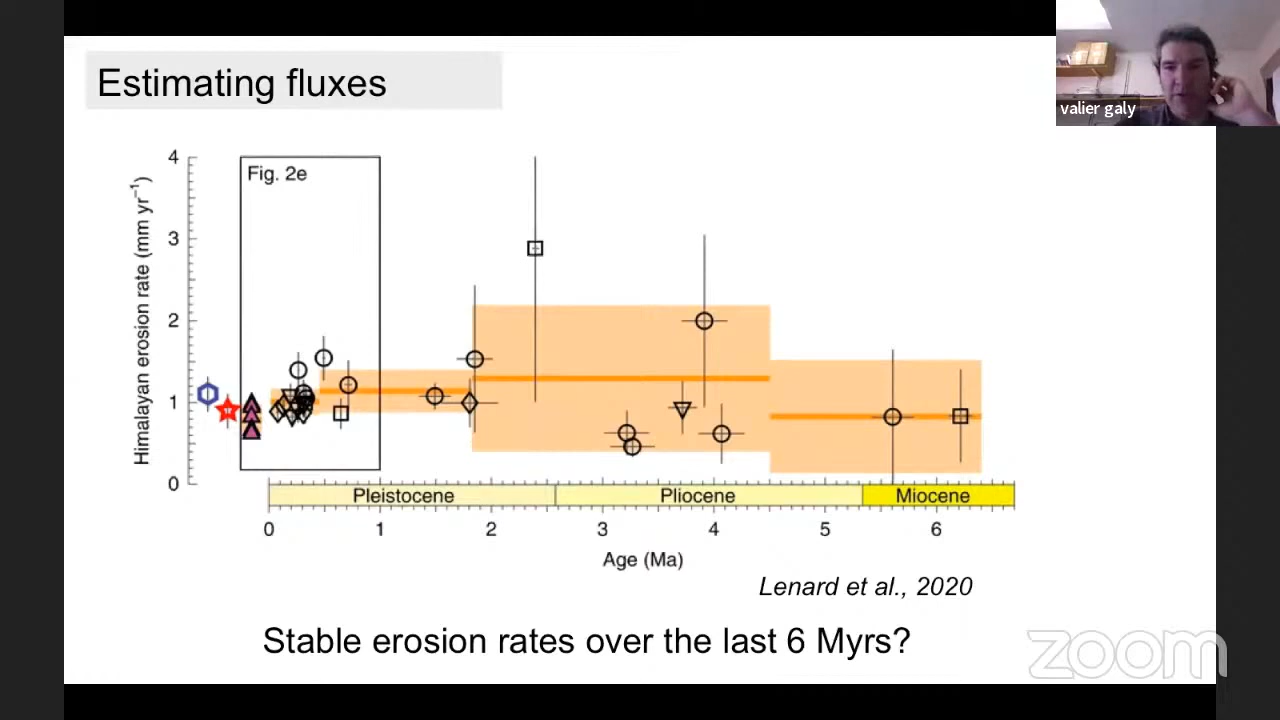 Estimating fluxes
valier galy
Himalayan erosion rate (mm yr⁻¹)
4
3
2
1
0
Fig. 2e
Pleistocene
Pliocene
Miocene
0 1 2 3 4 5 6
Age (Ma)
Lenard et al., 2020
Stable erosion rates over the last 6 Myrs?
zoom